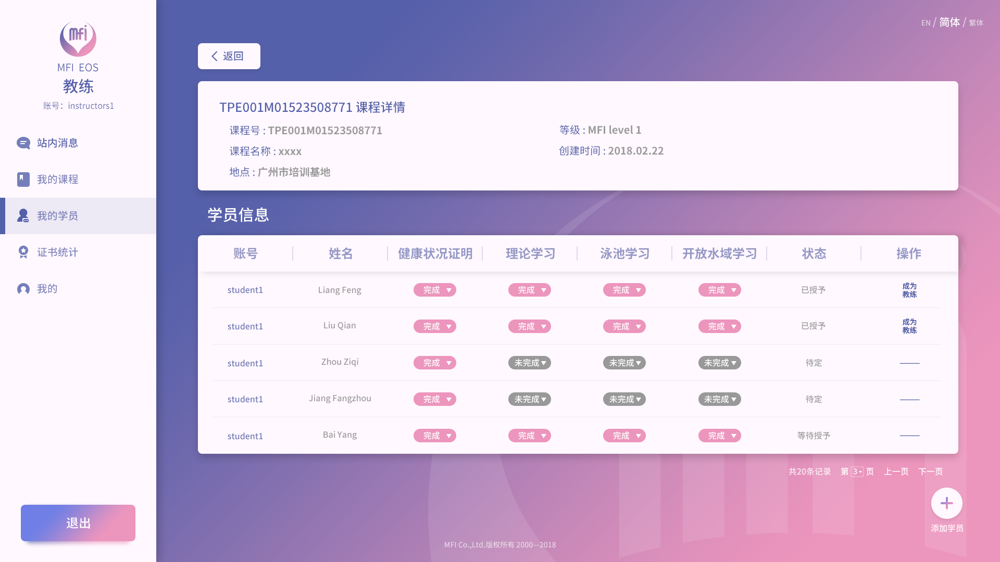 mfi
MFI EOS
教练
账号：instructors1
站内消息
我的课程
我的学员
证书统计
我的
退出
EN / 简体 / 繁体
返回
TPE001M01523508771 课程详情
课程号 : TPE001M01523508771
等级 : MFI level 1
课程名称 : xxxx
创建时间 : 2018.02.22
地点 : 广州市培训基地
学员信息
账号 姓名 健康状况证明 理论学习 泳池学习 开放水域学习 状态 操作
student1 Liang Feng 完成 完成 完成 完成 已授予 成为教练
student1 Liu Qian 完成 完成 完成 完成 已授予 成为教练
student1 Zhou Ziqi 完成 未完成 未完成 未完成 待定 ——
student1 Jiang Fangzhou 完成 未完成 未完成 未完成 待定 ——
student1 Bai Yang 完成 完成 完成 完成 等待授予 ——
共20条记录 第 3 页 上一页 下一页
添加学员
MFI Co.,Ltd.版权所有 2000—2018